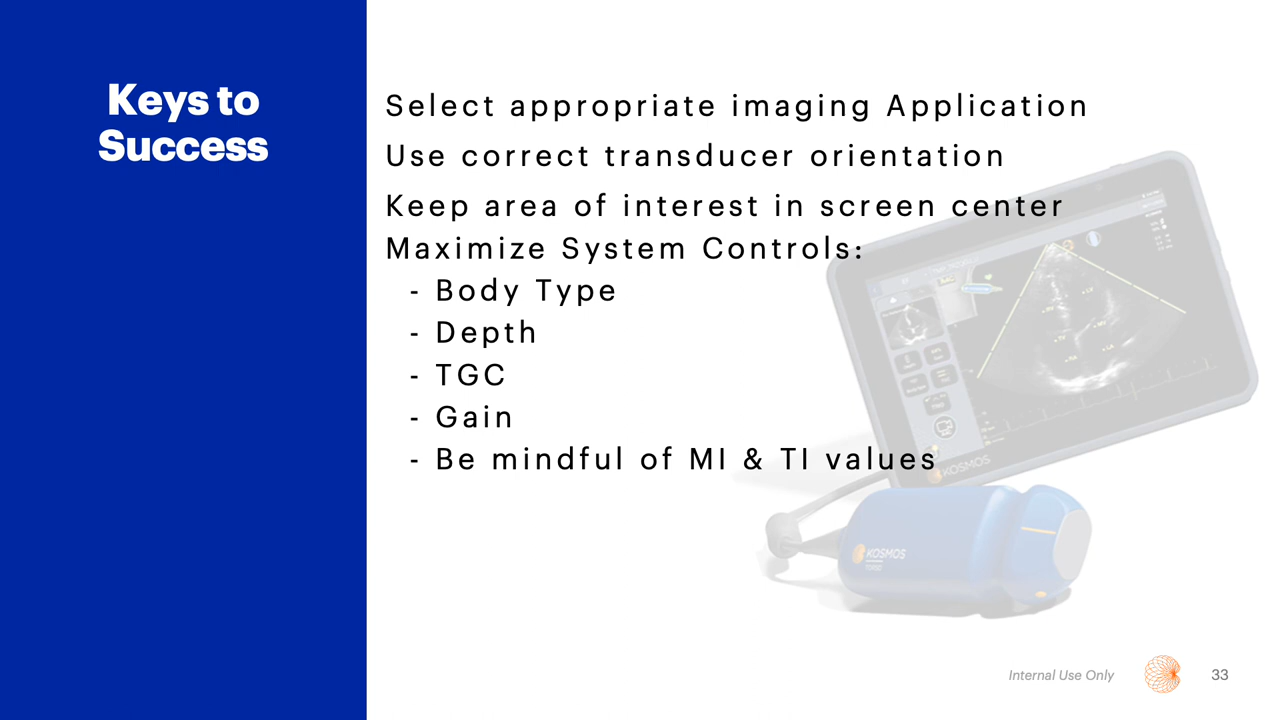 Keys to
Success
Select appropriate imaging Application
Use correct transducer orientation
Keep area of interest in screen center
Maximize System Controls:
- Body Type
- Depth
- TGC
- Gain
- Be mindful of MI & TI values
KOSMOS
KOSMOS
Internal Use Only
33